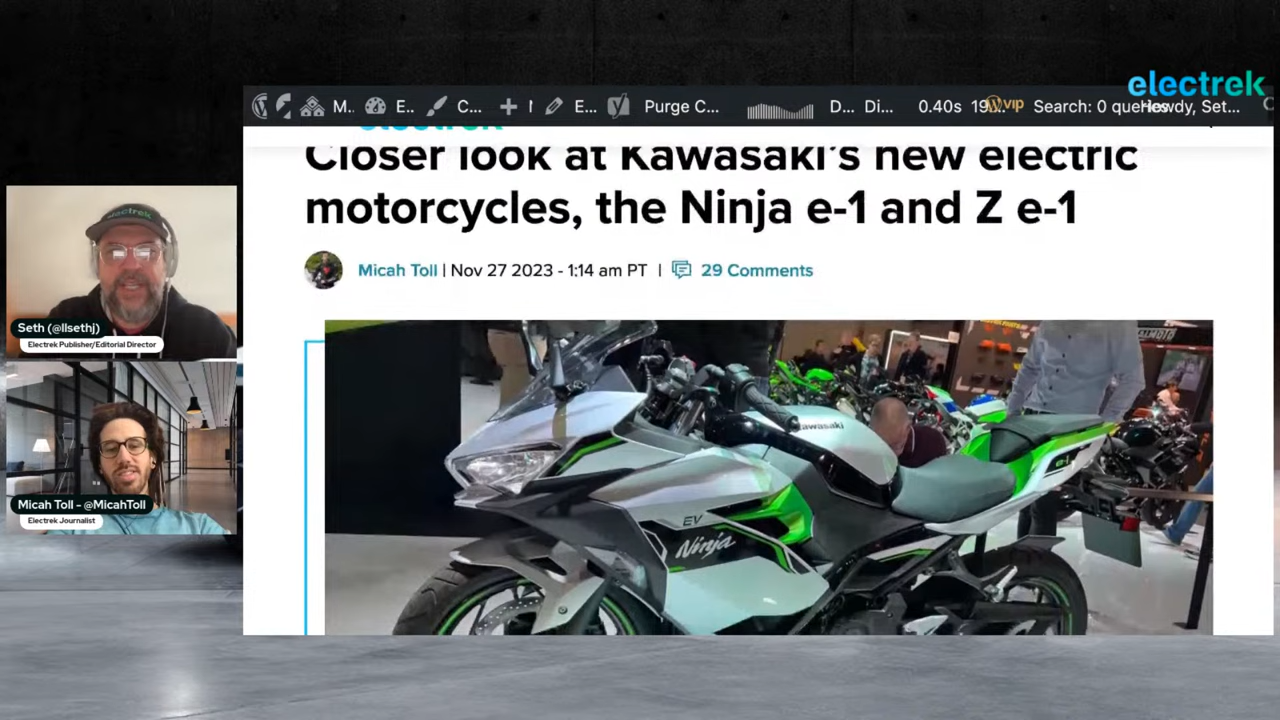 electrek
M.. E.. C... E... Purge C... D... Di... 0.40s vip Search: 0 Set...
Closer look at Kawasaki's new electric
motorcycles, the Ninja e-1 and Z e-1
Micah Toll | Nov 27 2023 - 1:14 am PT | 29 Comments
electrek
Seth (@llsethj)
Electrek Publisher/Editorial Director
Micah Toll - @MicahToll
Electrek Journalist
Kawasaki
e-1
EV
Ninja